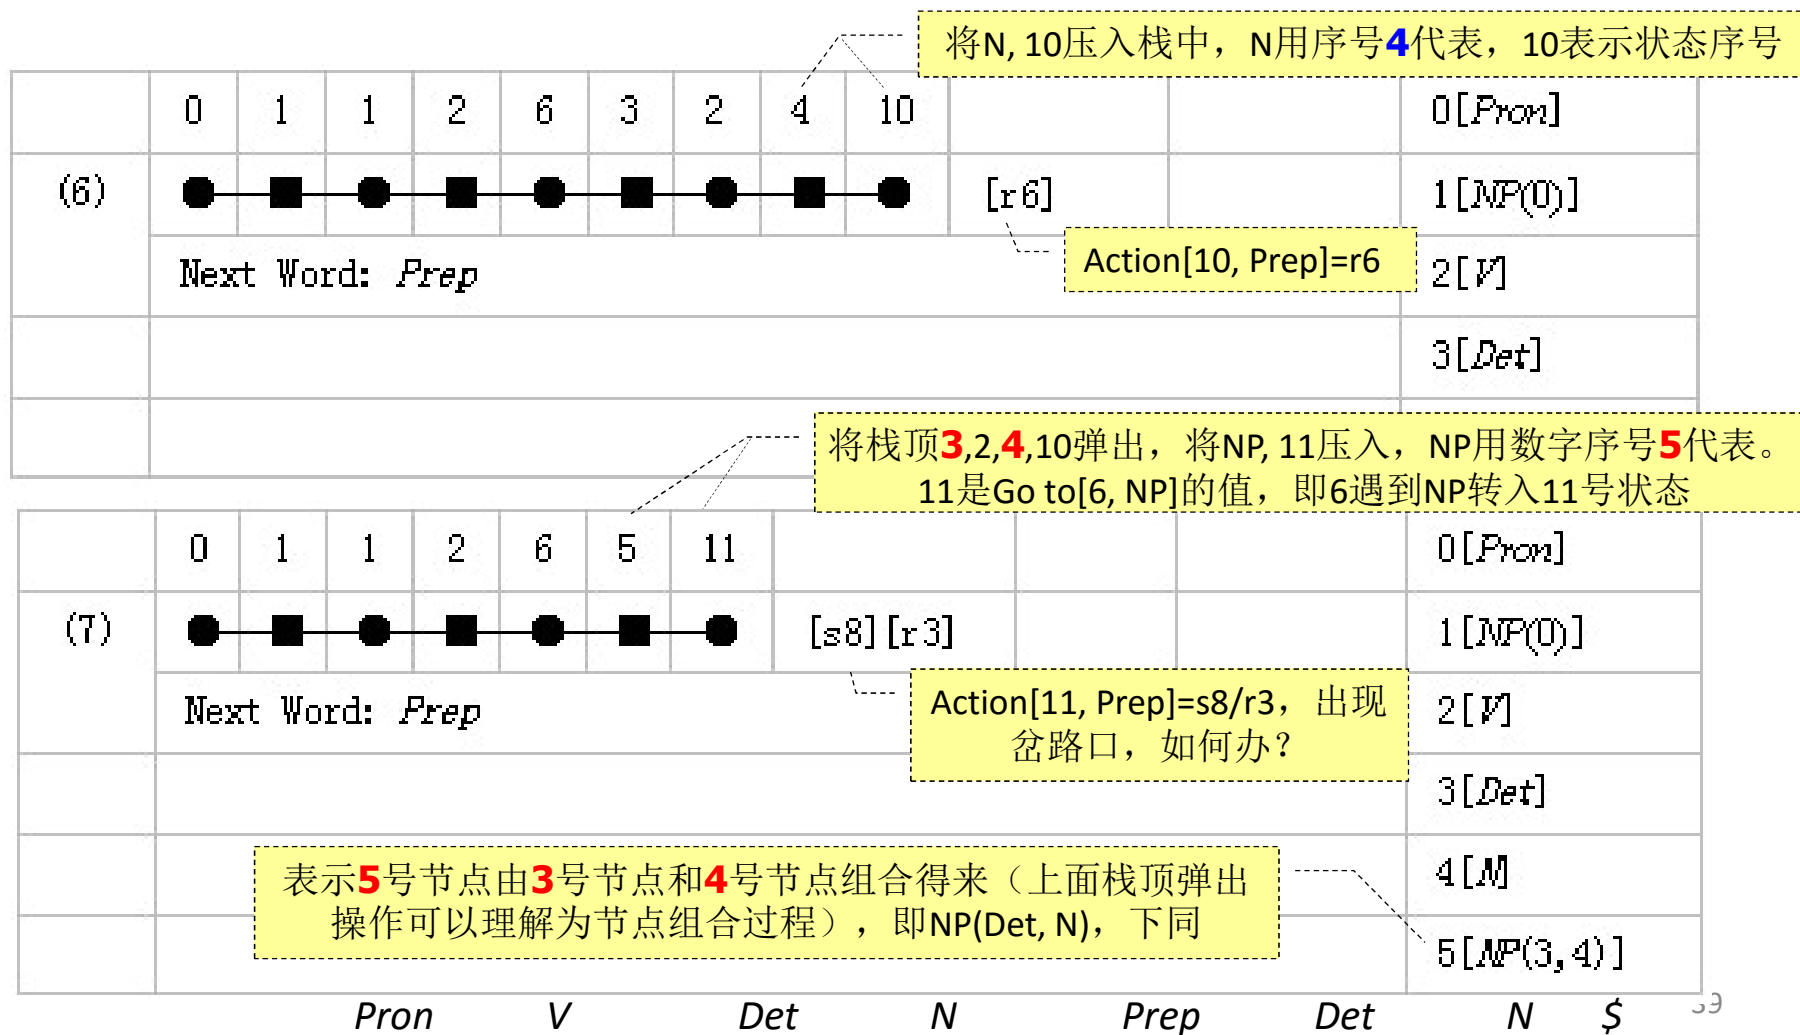 将N, 10压入栈中，N用序号4代表，10表示状态序号
0 1 1 2 6 3 2 4 10 0[Pron]
(6) [r6] 1[NP(0)]
Action[10, Prep]=r6
Next Word: Prep 2[V]
3[Det]
将栈顶3,2,4,10弹出，将NP, 11压入，NP用数字序号5代表。
11是Go to[6, NP]的值，即6遇到NP转入11号状态
0 1 1 2 6 5 11 0[Pron]
(7) [s8][r3] 1[NP(0)]
Next Word: Prep 2[V]
Action[11, Prep]=s8/r3，出现
岔路口，如何办？
3[Det]
表示5号节点由3号节点和4号节点组合得来（上面栈顶弹出
操作可以理解为节点组合过程），即NP(Det, N)，下同
4[N]
5[NP(3,4)]
Pron V Det N Prep Det N $